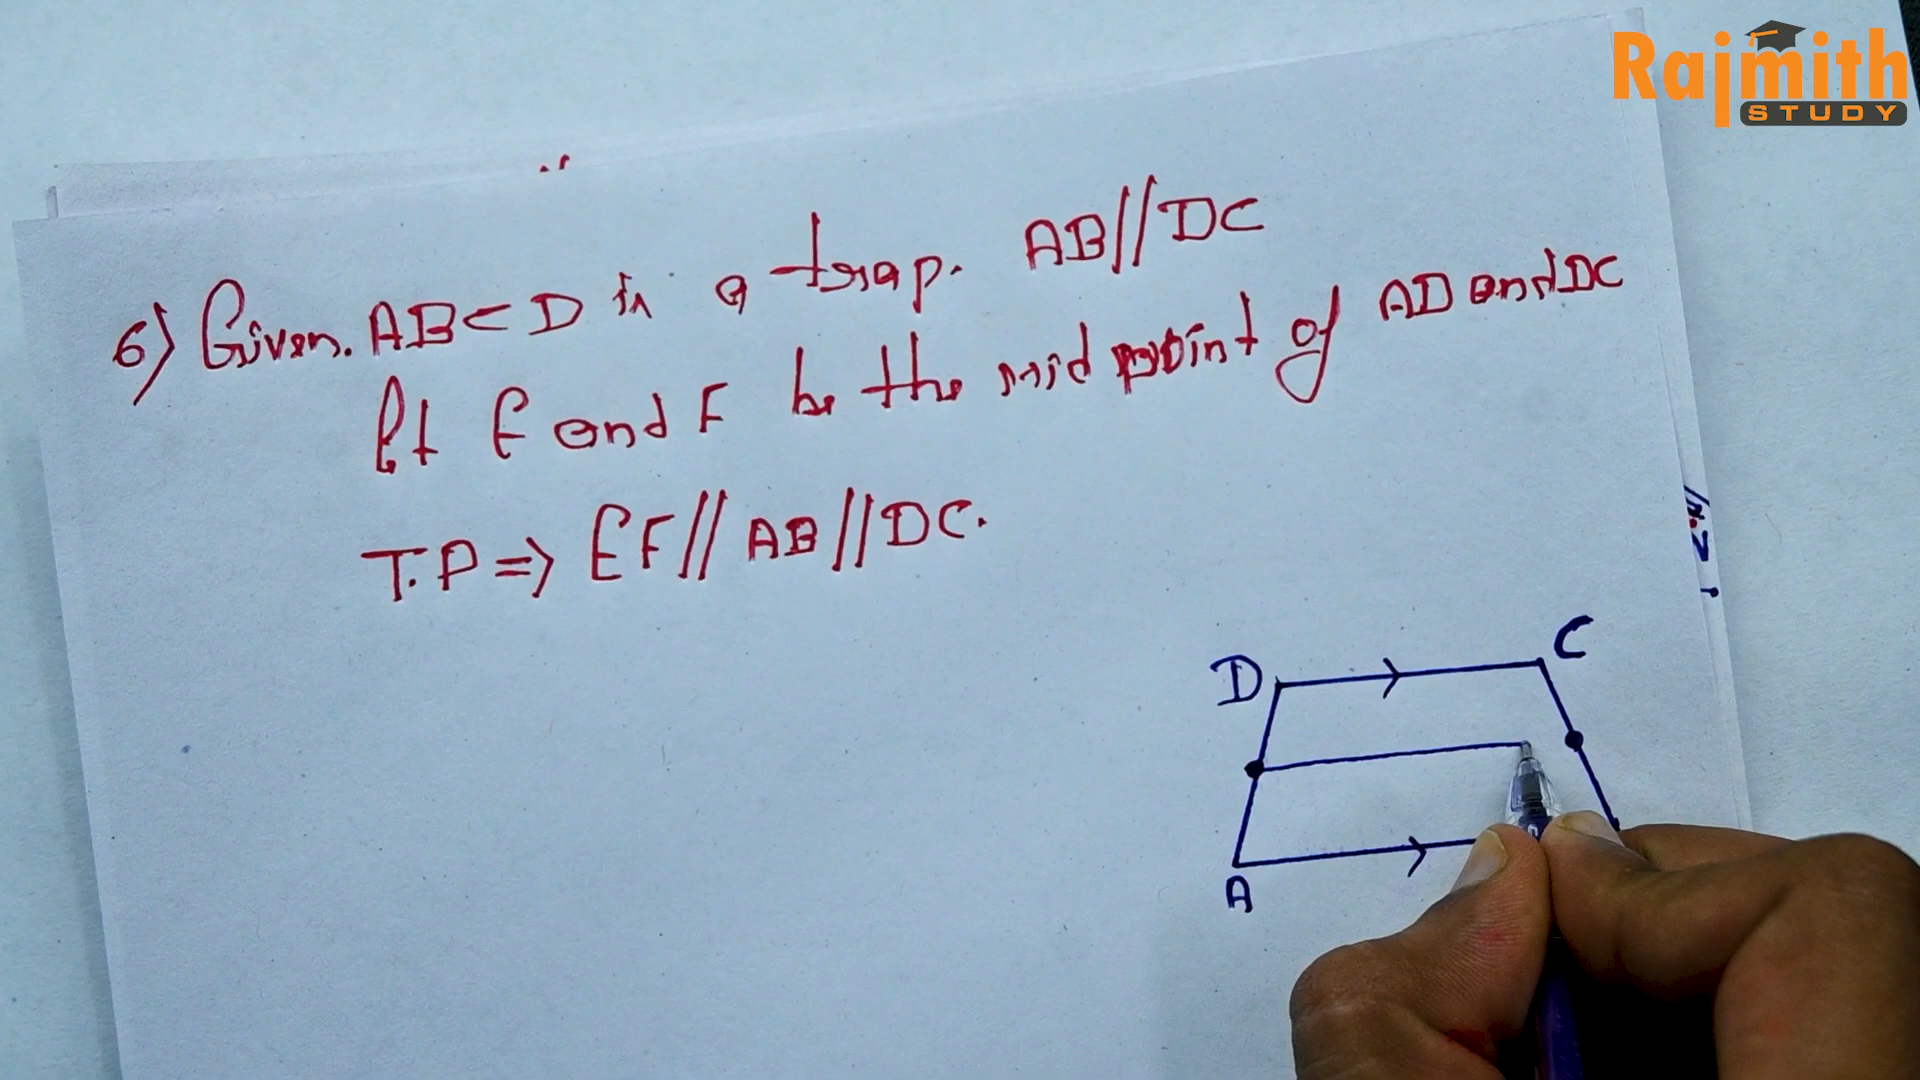 Rajmith
STUDY
6) Given. ABCD is a trap. AB//DC
let E and F be the mid point of AD and DC
T.P => EF // AB // DC.
D
C
A